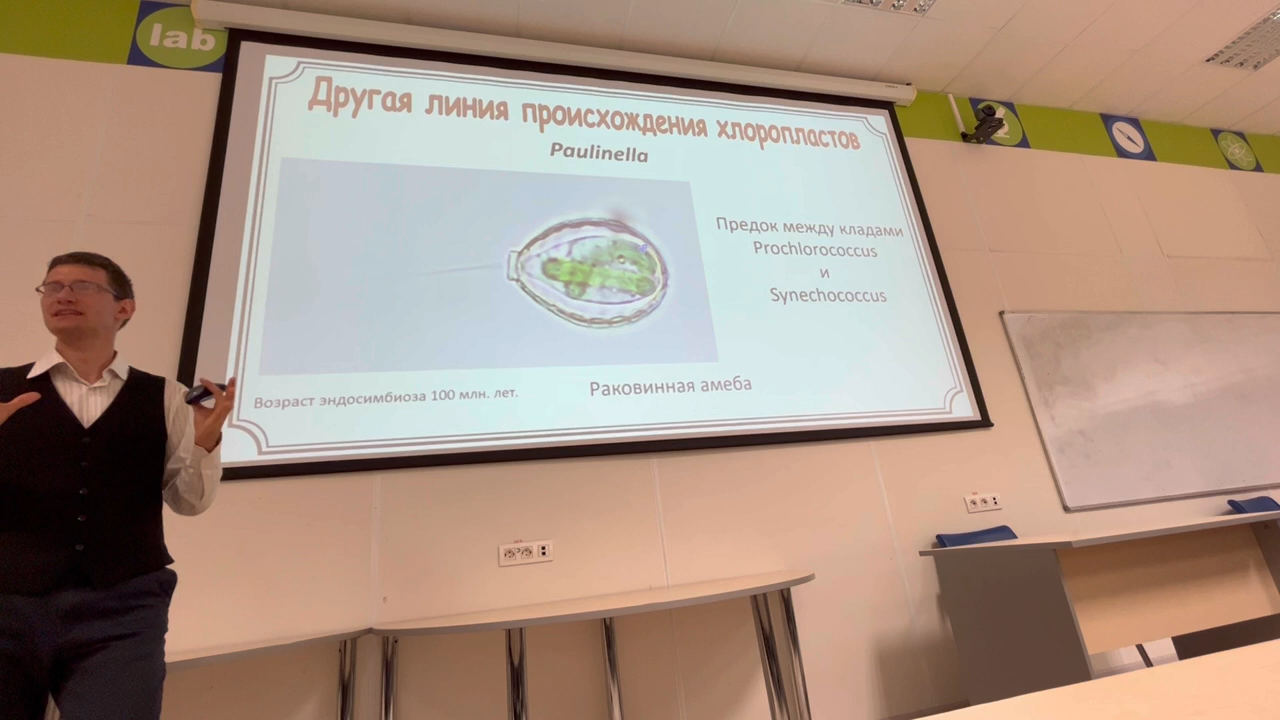 lab
Другая линия происхождения хлоропластов
Paulinella
Предок между кладами
Prochlorococcus
и
Synechococcus
Раковинная амеба
Возраст эндосимбиоза 100 млн. лет.